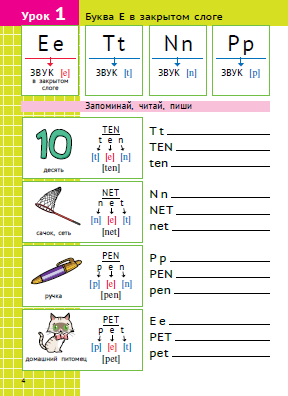 Урок 1
Буква Е в закрытом слоге
Ee
Tt
Nn
Pp
ЗВУК [e]
в закрытом
слоге
ЗВУК [t]
ЗВУК [n]
ЗВУК [p]
Запоминай, читай, пиши
10
десять
TEN
t e n
[t] [e] [n]
[ten]
T t
TEN
ten
сачок, сеть
NET
n e t
[n] [e] [t]
[net]
N n
NET
net
ручка
PEN
p e n
[p] [e] [n]
[pen]
P p
PEN
pen
домашний питомец
PET
p e t
[p] [e] [t]
[pet]
E e
PET
pet
4